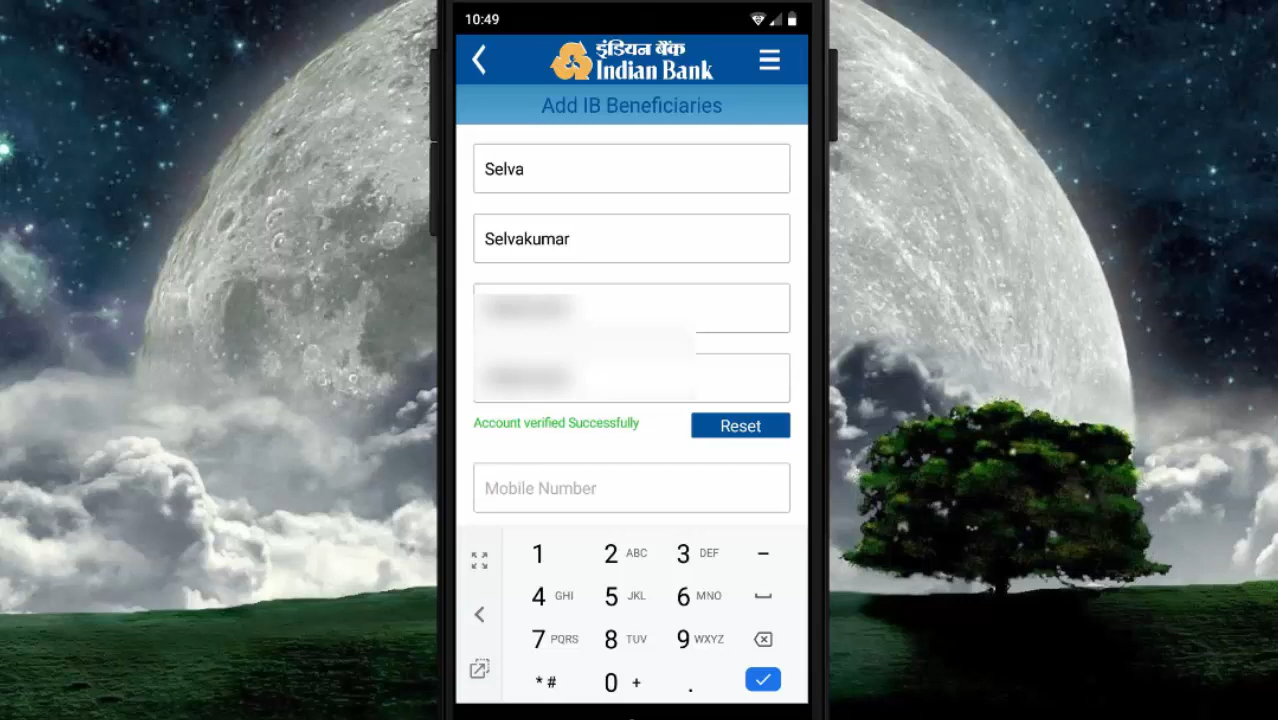 10:49
इंडियन बैंक
Indian Bank
Add IB Beneficiaries
Selva
Selvakumar
Account verified Successfully
Reset
Mobile Number
1 2 ABC 3 DEF -
4 GHI 5 JKL 6 MNO
7 PQRS 8 TUV 9 WXYZ
*# 0 + .